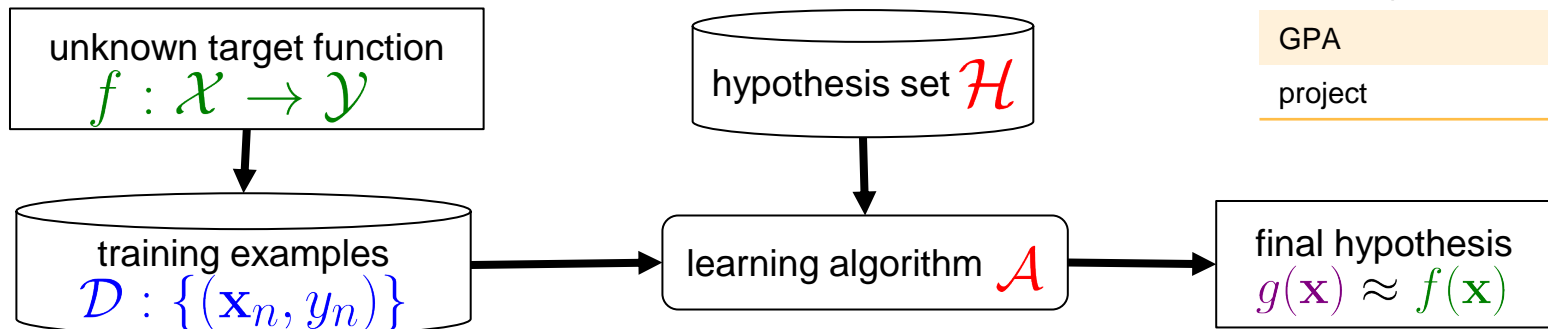 unknown target function
f : 𝒳 → 𝒴
hypothesis set ℋ
GPA
project
training examples
𝒟 : {(𝐱ₙ, yₙ)}
learning algorithm 𝒜
final hypothesis
g(𝐱) ≈ f(𝐱)